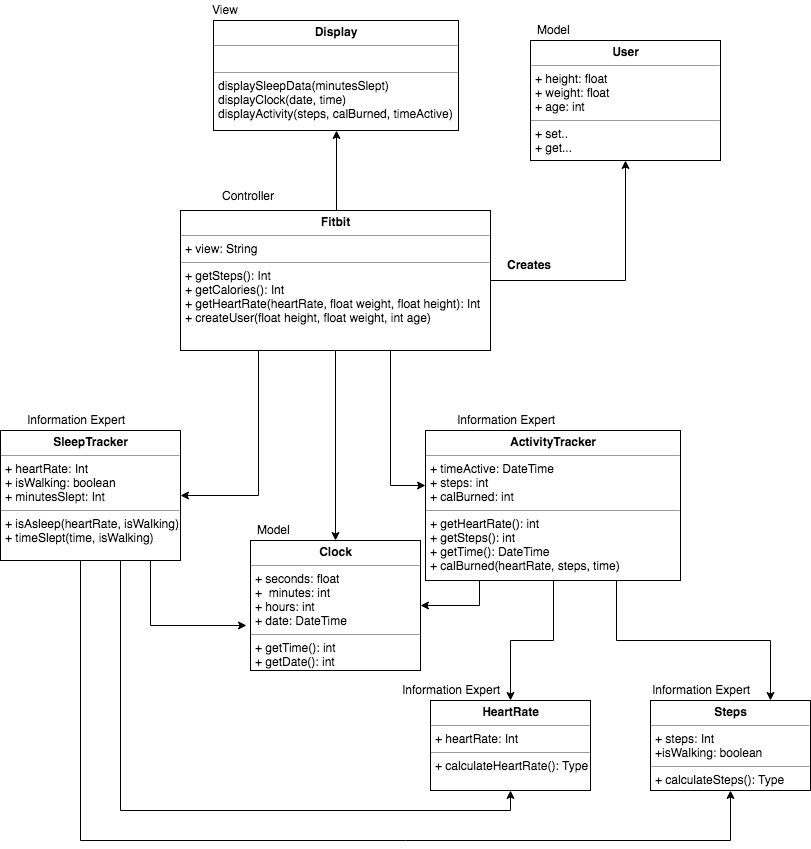 View
Display
displaySleepData(minutesSlept)
displayClock(date, time)
displayActivity(steps, calBurned, timeActive)
Model
User
+ height: float
+ weight: float
+ age: int
+ set..
+ get...
Controller
Fitbit
+ view: String
+ getSteps(): Int
+ getCalories(): Int
+ getHeartRate(heartRate, float weight, float height): Int
+ createUser(float height, float weight, int age)
Creates
Information Expert
SleepTracker
+ heartRate: Int
+ isWalking: boolean
+ minutesSlept: Int
+ isAsleep(heartRate, isWalking)
+ timeSlept(time, isWalking)
Information Expert
ActivityTracker
+ timeActive: DateTime
+ steps: int
+ calBurned: int
+ getHeartRate(): int
+ getSteps(): int
+ getTime(): DateTime
+ calBurned(heartRate, steps, time)
Model
Clock
+ seconds: float
+  minutes: int
+ hours: int
+ date: DateTime
+ getTime(): int
+ getDate(): int
Information Expert
HeartRate
+ heartRate: Int
+ calculateHeartRate(): Type
Information Expert
Steps
+ steps: Int
+isWalking: boolean
+ calculateSteps(): Type